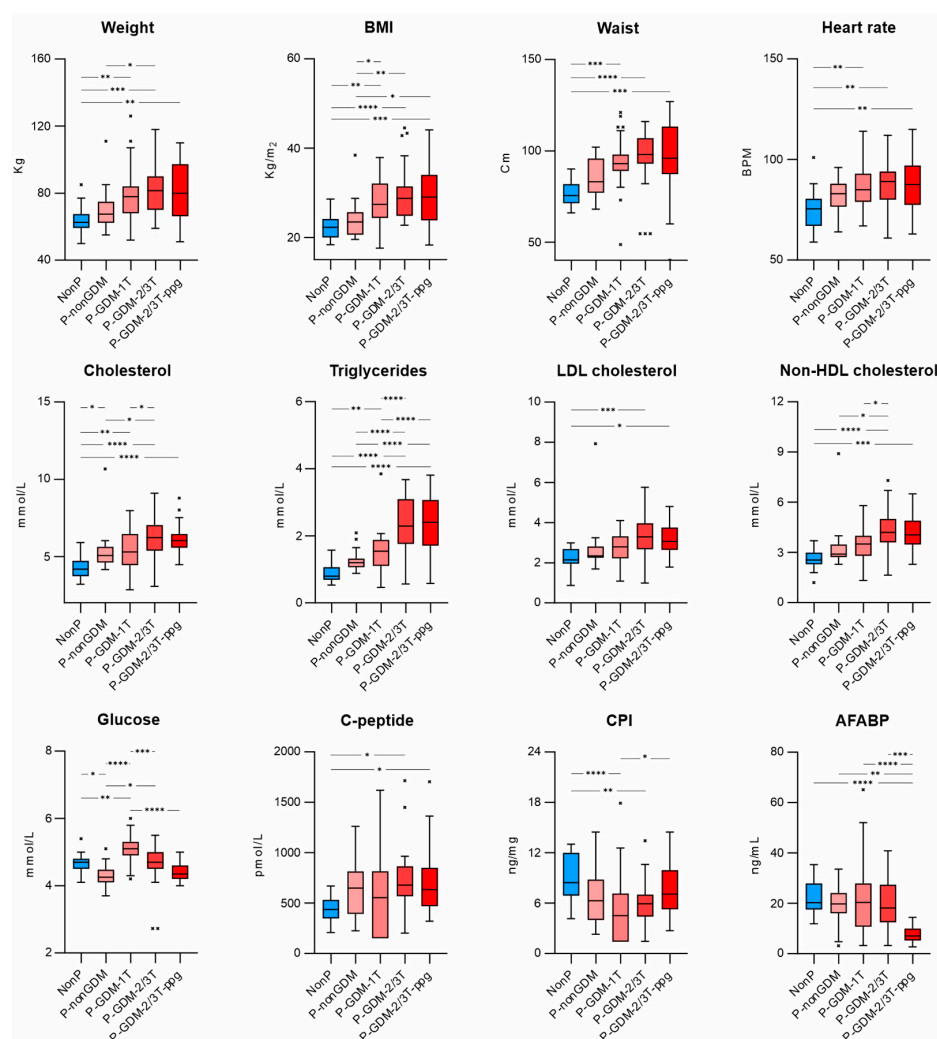 Weight
BMI
Waist
Heart rate
160
120
80
40
Kg
* 
** 
*** 
** 
NonP
P-nonGDM
P-GDM-1T
P-GDM-2/3T
P-GDM-2/3T-ppg
60
40
20
Kg/m2
* 
** 
** 
* 
**** 
*** 
NonP
P-nonGDM
P-GDM-1T
P-GDM-2/3T
P-GDM-2/3T-ppg
150
100
50
Cm
*** 
**** 
*** 
NonP
P-nonGDM
P-GDM-1T
P-GDM-2/3T
P-GDM-2/3T-ppg
150
100
50
BPM
** 
** 
** 
NonP
P-nonGDM
P-GDM-1T
P-GDM-2/3T
P-GDM-2/3T-ppg
Cholesterol
Triglycerides
LDL cholesterol
Non-HDL cholesterol
15
10
5
mmol/L
* *
* 
** 
**** 
**** 
NonP
P-nonGDM
P-GDM-1T
P-GDM-2/3T
P-GDM-2/3T-ppg
6
4
2
0
mmol/L
**** 
** 
**** 
**** 
**** 
**** 
**** 
NonP
P-nonGDM
P-GDM-1T
P-GDM-2/3T
P-GDM-2/3T-ppg
10
8
6
4
2
0
mmol/L
*** 
* 
NonP
P-nonGDM
P-GDM-1T
P-GDM-2/3T
P-GDM-2/3T-ppg
12
9
6
3
0
mmol/L
* 
* 
**** 
*** 
NonP
P-nonGDM
P-GDM-1T
P-GDM-2/3T
P-GDM-2/3T-ppg
Glucose
C-peptide
CPI
AFABP
8
6
4
2
mmol/L
*** 
**** 
* 
* 
** 
**** 
NonP
P-nonGDM
P-GDM-1T
P-GDM-2/3T
P-GDM-2/3T-ppg
2000
1500
1000
500
0
pmol/L
* 
* 
NonP
P-nonGDM
P-GDM-1T
P-GDM-2/3T
P-GDM-2/3T-ppg
24
18
12
6
0
ng/mg
* 
**** 
** 
NonP
P-nonGDM
P-GDM-1T
P-GDM-2/3T
P-GDM-2/3T-ppg
80
60
40
20
0
ng/mL
*** 
**** 
** 
**** 
NonP
P-nonGDM
P-GDM-1T
P-GDM-2/3T
P-GDM-2/3T-ppg